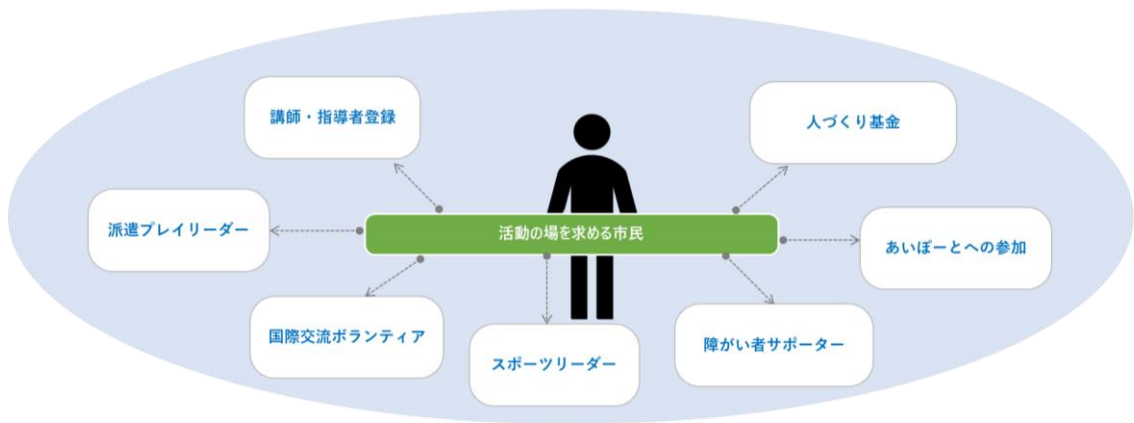 講師・指導者登録
人づくり基金
派遣プレイリーダー
活動の場を求める市民
あいぽーとへの参加
国際交流ボランティア
スポーツリーダー
障がい者サポーター